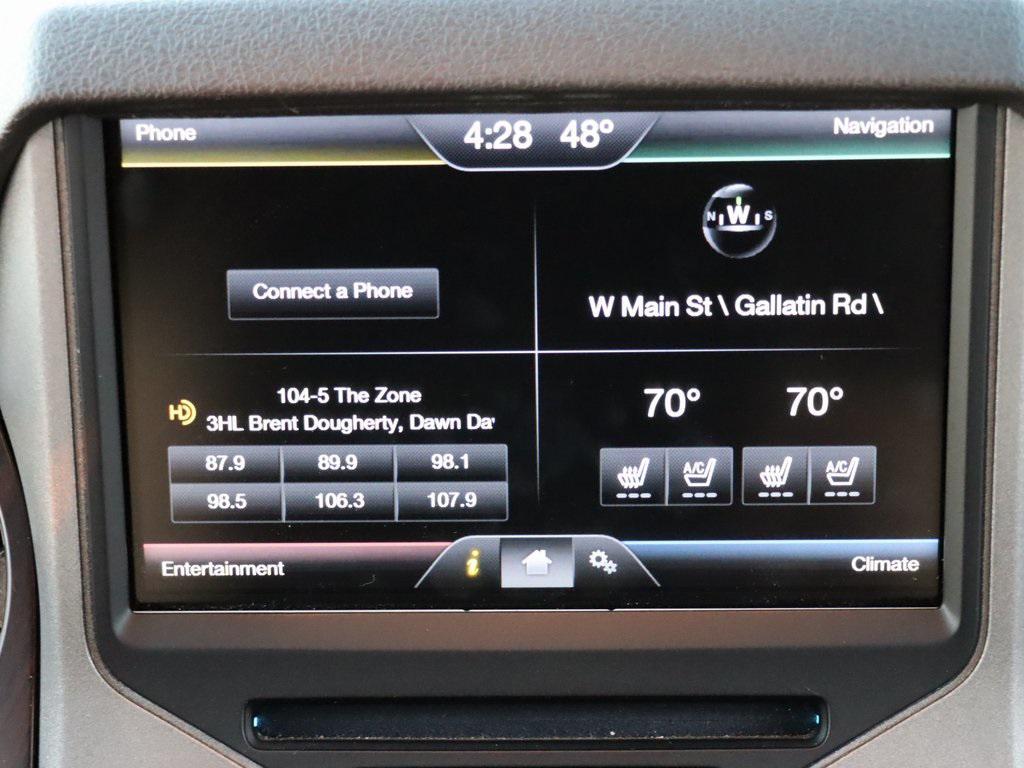 Phone
4:28 48°
Navigation
N W S
Connect a Phone
W Main St \ Gallatin Rd \
104-5 The Zone
HD
3HL Brent Dougherty, Dawn Da
87.9 89.9 98.1
98.5 106.3 107.9
70° 70°
A/C A/C
Entertainment
i
Climate